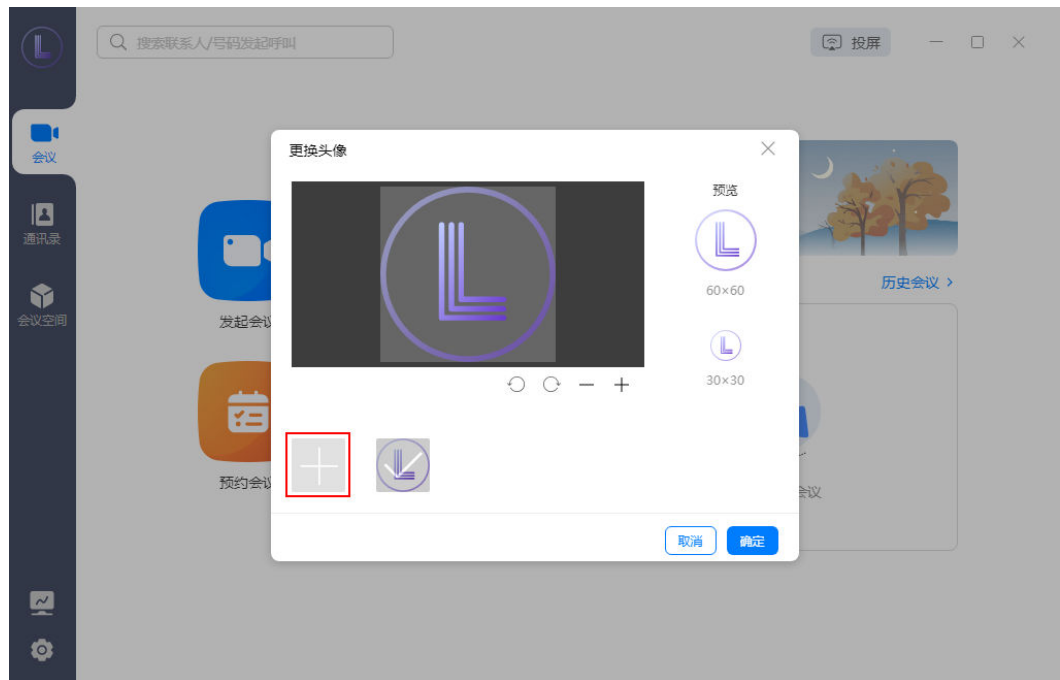 搜索联系人/号码发起呼叫
投屏
会议
通讯录
会议空间
更换头像
预览
60×60
30×30
历史会议
发起会议
预约会议
会议
取消
确定